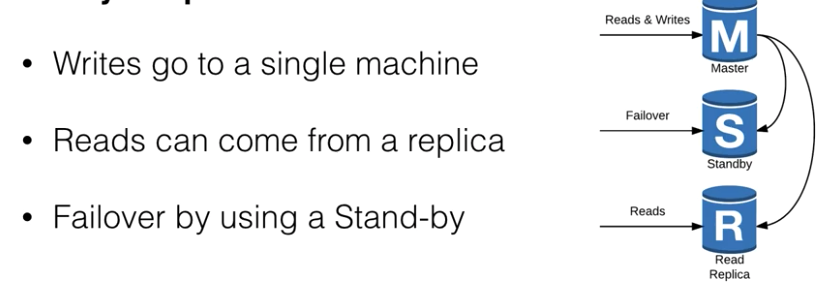 • Writes go to a single machine
• Reads can come from a replica
• Failover by using a Stand-by
Reads & Writes
M
Master
Failover
S
Standby
Reads
R
Read
Replica